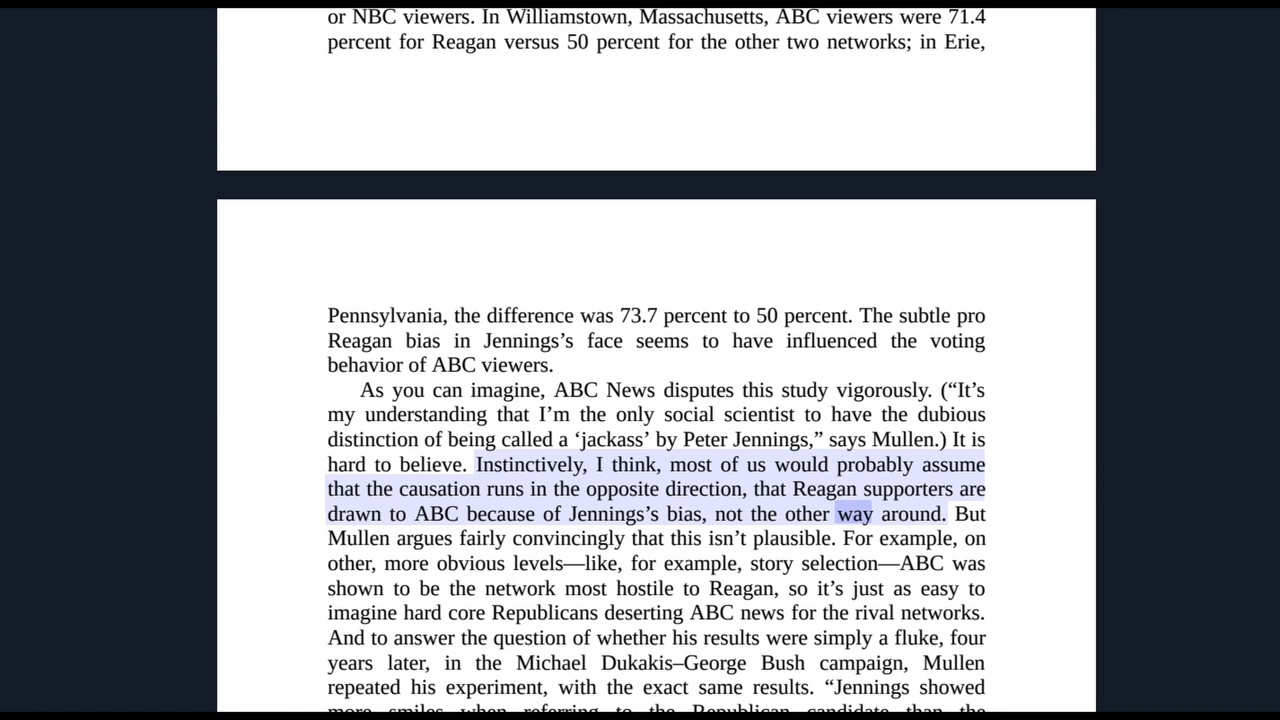 or NBC viewers. In Williamstown, Massachusetts, ABC viewers were 71.4
percent for Reagan versus 50 percent for the other two networks; in Erie,
Pennsylvania, the difference was 73.7 percent to 50 percent. The subtle pro
Reagan bias in Jennings’s face seems to have influenced the voting
behavior of ABC viewers.
As you can imagine, ABC News disputes this study vigorously. (“It’s
my understanding that I’m the only social scientist to have the dubious
distinction of being called a ‘jackass’ by Peter Jennings,” says Mullen.) It is
hard to believe. Instinctively, I think, most of us would probably assume
that the causation runs in the opposite direction, that Reagan supporters are
drawn to ABC because of Jennings’s bias, not the other way around. But
Mullen argues fairly convincingly that this isn’t plausible. For example, on
other, more obvious levels—like, for example, story selection—ABC was
shown to be the network most hostile to Reagan, so it’s just as easy to
imagine hard core Republicans deserting ABC news for the rival networks.
And to answer the question of whether his results were simply a fluke, four
years later, in the Michael Dukakis–George Bush campaign, Mullen
repeated his experiment, with the exact same results. “Jennings showed
more smiles when referring to the Republican candidate than the